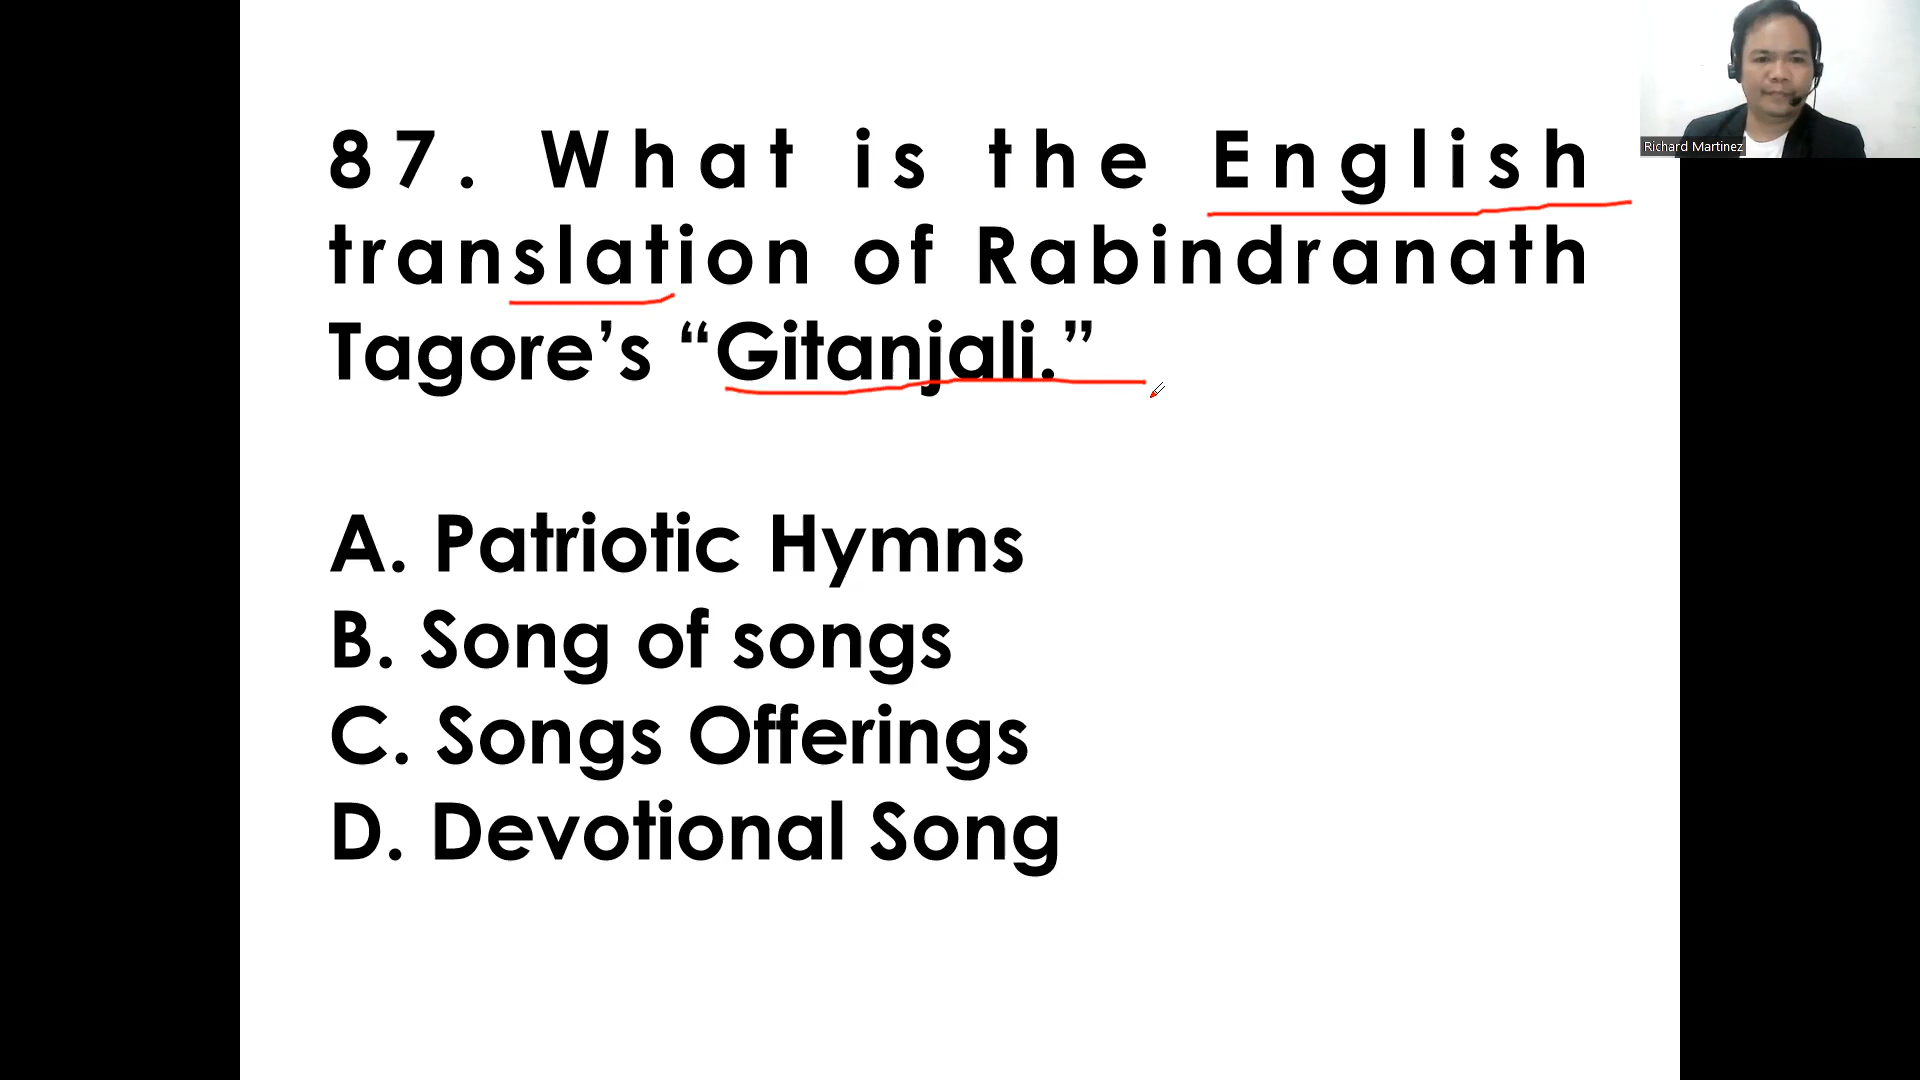 87. What is the English
translation of Rabindranath
Tagore’s “Gitanjali.”
A. Patriotic Hymns
B. Song of songs
C. Songs Offerings
D. Devotional Song
Richard Martinez